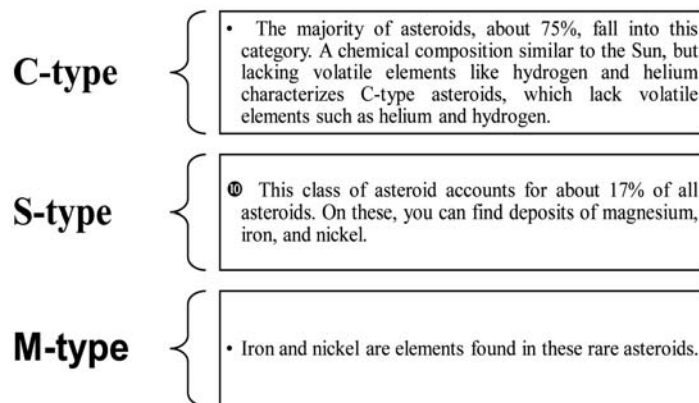 C-type
• The majority of asteroids, about 75%, fall into this
category. A chemical composition similar to the Sun, but
lacking volatile elements like hydrogen and helium
characterizes C-type asteroids, which lack volatile
elements such as helium and hydrogen.
S-type
❿ This class of asteroid accounts for about 17% of all
asteroids. On these, you can find deposits of magnesium,
iron, and nickel.
M-type
• Iron and nickel are elements found in these rare asteroids.